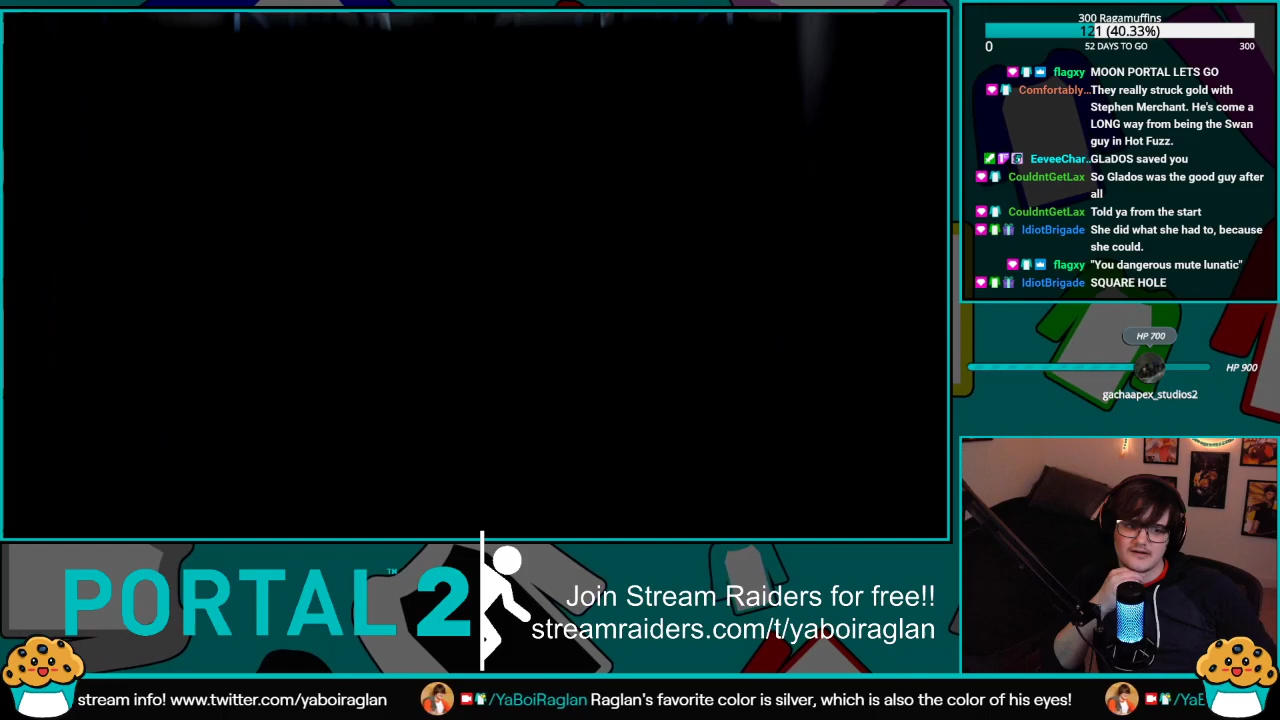 300 Ragamuffins
121 (40.33%)
0
52 DAYS TO GO
300
flagxy MOON PORTAL LETS GO
Comfortably... They really struck gold with
Stephen Merchant. He's come a
LONG way from being the Swan
guy in Hot Fuzz.
EeveeChar.. GLaDOS saved you
CouldntGetLax So Glados was the good guy after
all
CouldntGetLax Told ya from the start
IdiotBrigade She did what she had to, because
she could.
flagxy "You dangerous mute lunatic"
IdiotBrigade SQUARE HOLE
HP 700
HP 900
gachaapex_studios2
PORTAL™ 2
Join Stream Raiders for free!!
streamraiders.com/t/yaboiraglan
stream info! www.twitter.com/yaboiraglan /YaBoiRaglan Raglan's favorite color is silver, which is also the color of his eyes! /YaB